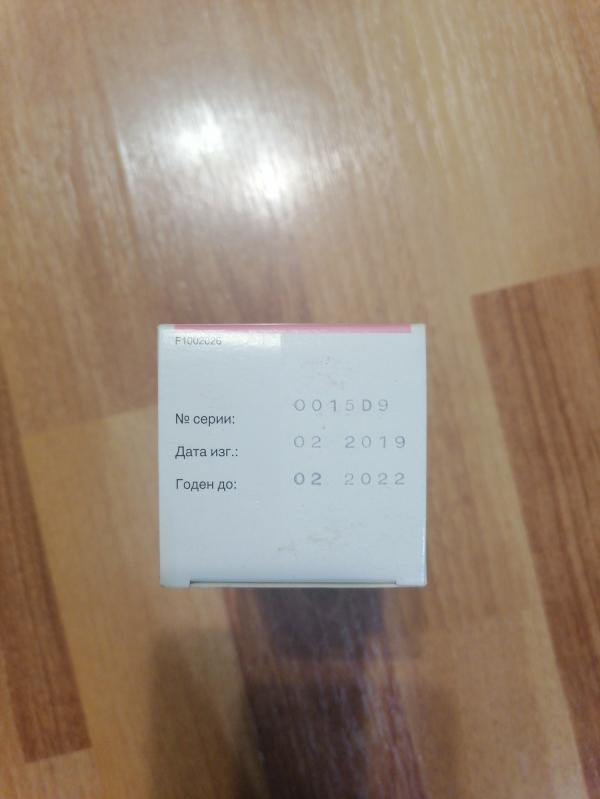 F1002026
№ серии: 0015D9
Дата изг.: 02 2019
Годен до: 02 2022